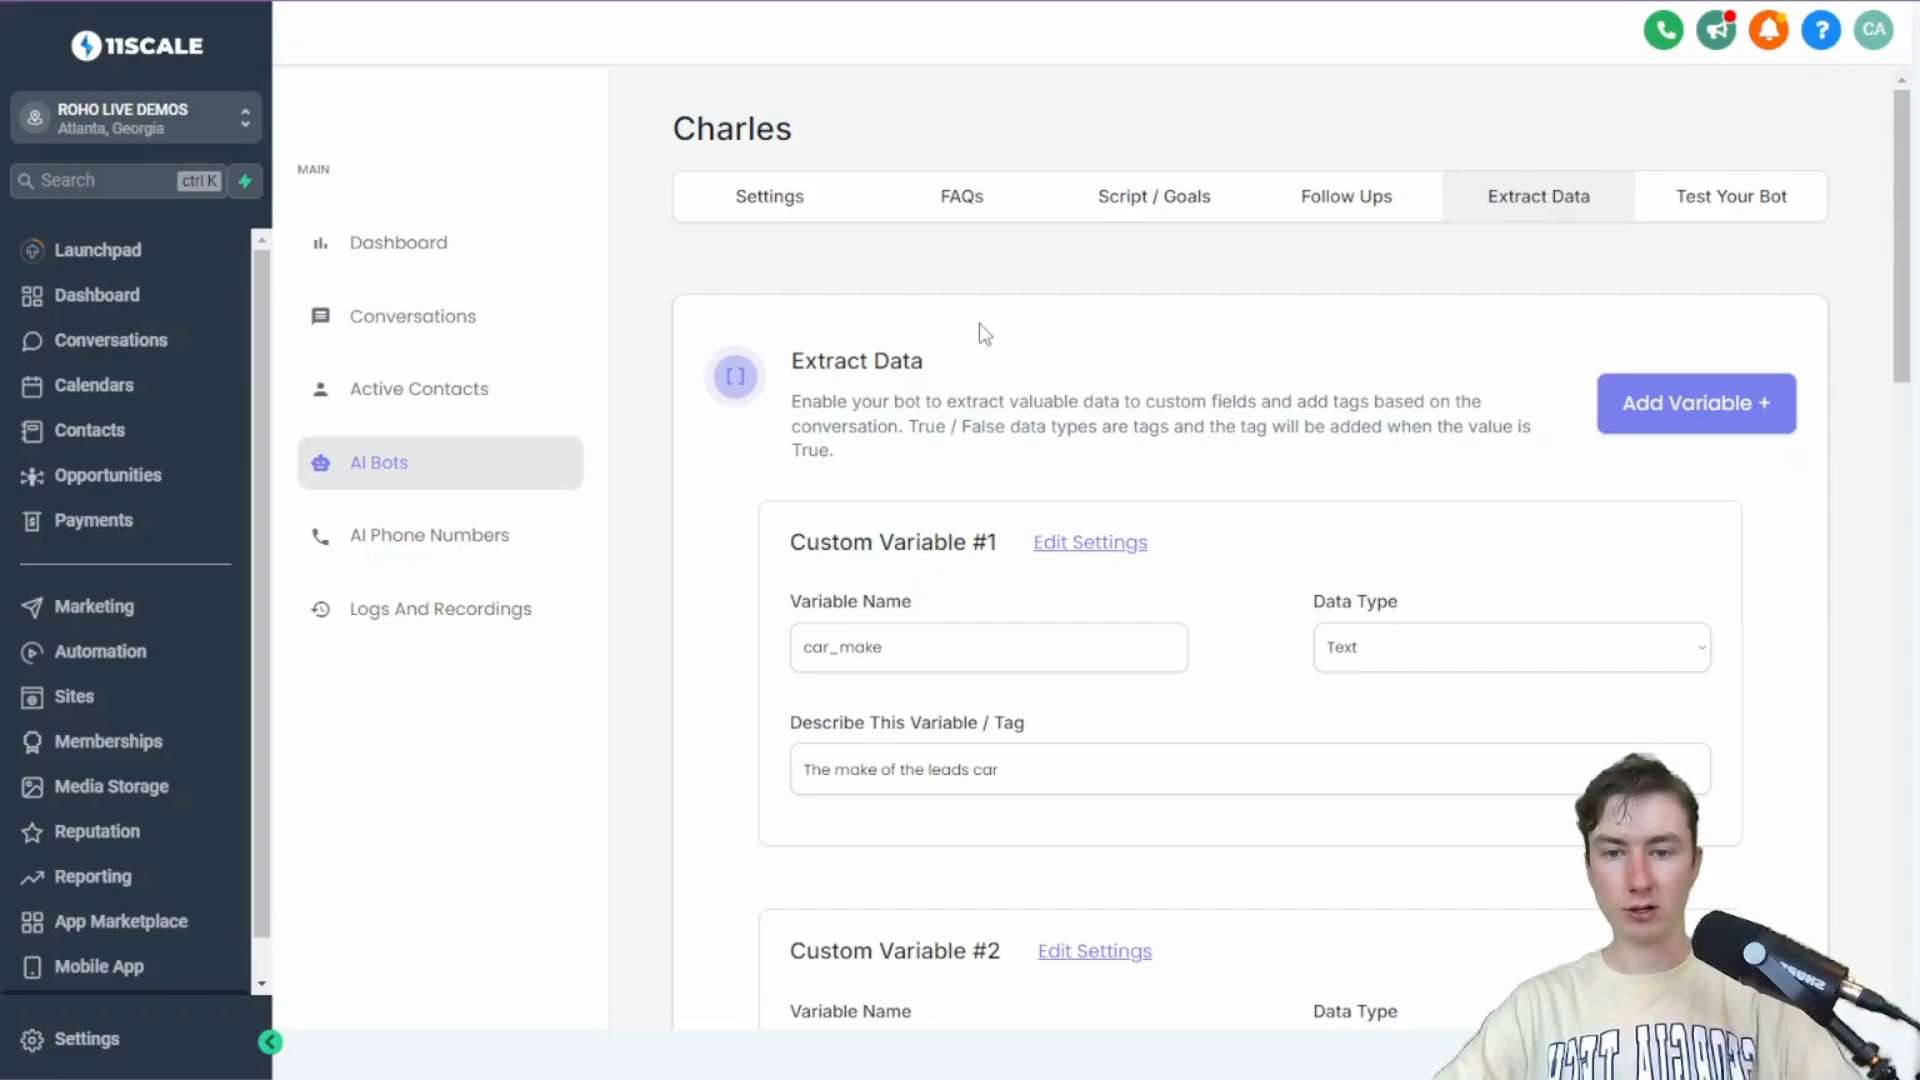 11SCALE
ROHO LIVE DEMOS
Atlanta, Georgia
Search
ctrl K
Launchpad
Dashboard
Conversations
Calendars
Contacts
Opportunities
Payments
Marketing
Automation
Sites
Memberships
Media Storage
Reputation
Reporting
App Marketplace
Mobile App
Settings
MAIN
Dashboard
Conversations
Active Contacts
AI Bots
AI Phone Numbers
Logs And Recordings
?
CA
Charles
Settings
FAQs
Script / Goals
Follow Ups
Extract Data
Test Your Bot
[ ]
Extract Data
Enable your bot to extract valuable data to custom fields and add tags based on the
conversation. True / False data types are tags and the tag will be added when the value is
True.
Add Variable +
Custom Variable #1
Edit Settings
Variable Name
Data Type
car_make
Text
Describe This Variable / Tag
The make of the leads car
Custom Variable #2
Edit Settings
Variable Name
Data Type